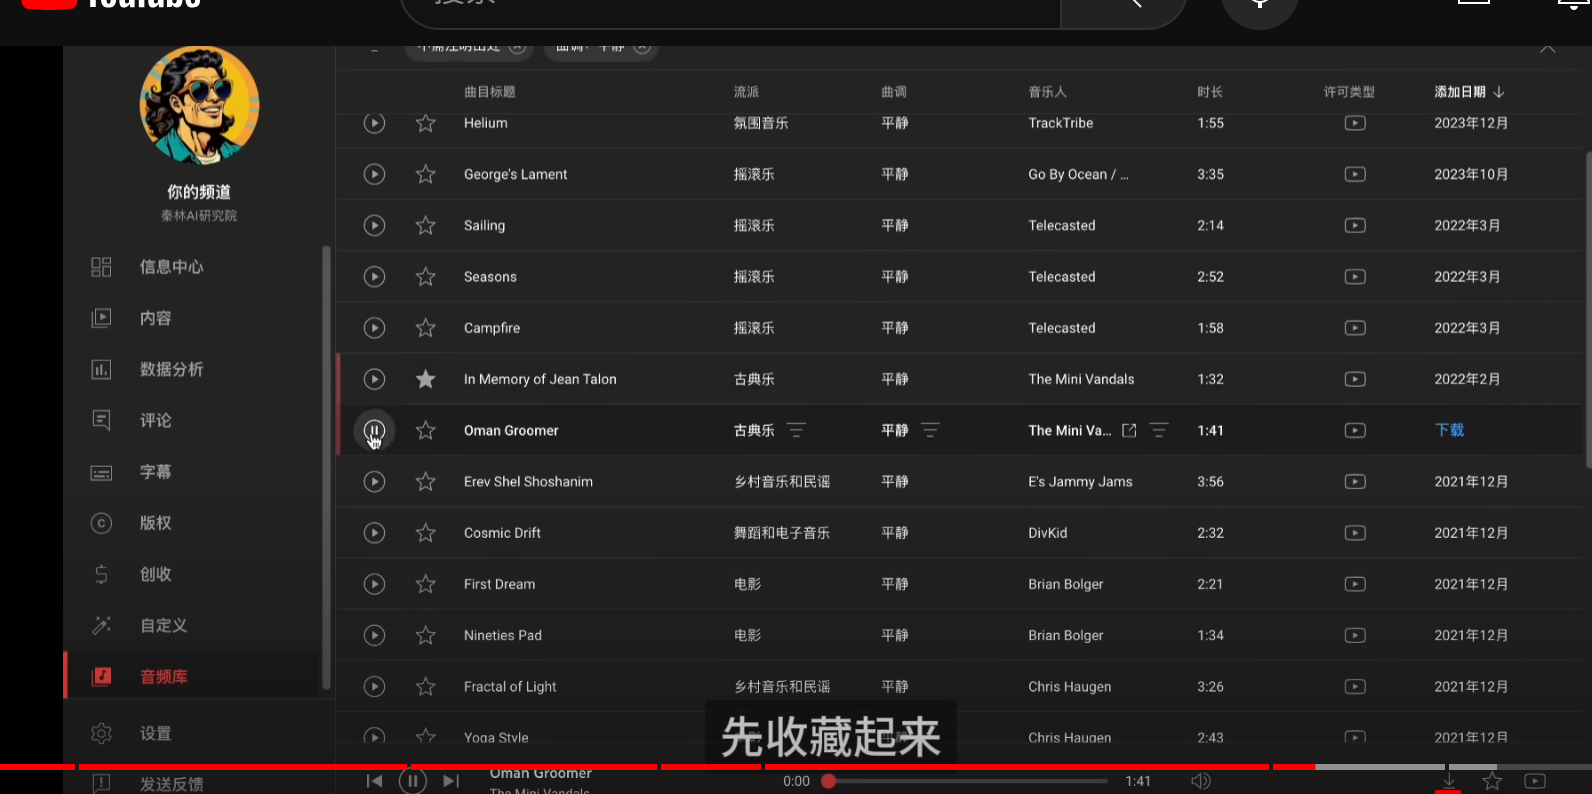 YouTube
搜索
不需注明出处
曲调：平静
你的频道
秦林AI研究院
信息中心
内容
数据分析
评论
字幕
版权
创收
自定义
音频库
设置
发送反馈
曲目标题 流派 曲调 音乐人 时长 许可类型 添加日期
Helium 氛围音乐 平静 TrackTribe 1:55 2023年12月
George's Lament 摇滚乐 平静 Go By Ocean / ... 3:35 2023年10月
Sailing 摇滚乐 平静 Telecasted 2:14 2022年3月
Seasons 摇滚乐 平静 Telecasted 2:52 2022年3月
Campfire 摇滚乐 平静 Telecasted 1:58 2022年3月
In Memory of Jean Talon 古典乐 平静 The Mini Vandals 1:32 2022年2月
Oman Groomer 古典乐 平静 The Mini Va... 1:41 下载
Erev Shel Shoshanim 乡村音乐和民谣 平静 E's Jammy Jams 3:56 2021年12月
Cosmic Drift 舞蹈和电子音乐 平静 DivKid 2:32 2021年12月
First Dream 电影 平静 Brian Bolger 2:21 2021年12月
Nineties Pad 电影 平静 Brian Bolger 1:34 2021年12月
Fractal of Light 乡村音乐和民谣 平静 Chris Haugen 3:26 2021年12月
Yoga Style Chris Haugen 2:43 2021年12月
先收藏起来
Oman Groomer 0:00 1:41
The Mini Vandals